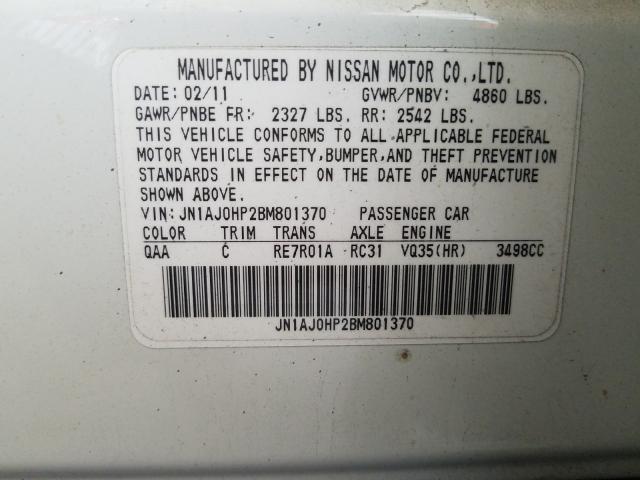 MANUFACTURED BY NISSAN MOTOR CO.,LTD.
DATE: 02/11 GVWR/PNBV: 4860 LBS.
GAWR/PNBE FR: 2327 LBS. RR: 2542 LBS.
THIS VEHICLE CONFORMS TO ALL APPLICABLE FEDERAL
MOTOR VEHICLE SAFETY,BUMPER,AND THEFT PREVENTION
STANDARDS IN EFFECT ON THE DATE OF MANUFACTURE
SHOWN ABOVE.
VIN:JN1AJ0HP2BM801370 PASSENGER CAR
COLOR TRIM TRANS AXLE ENGINE
QAA C RE7R01A RC31 VQ35(HR) 3498CC
JN1AJ0HP2BM801370